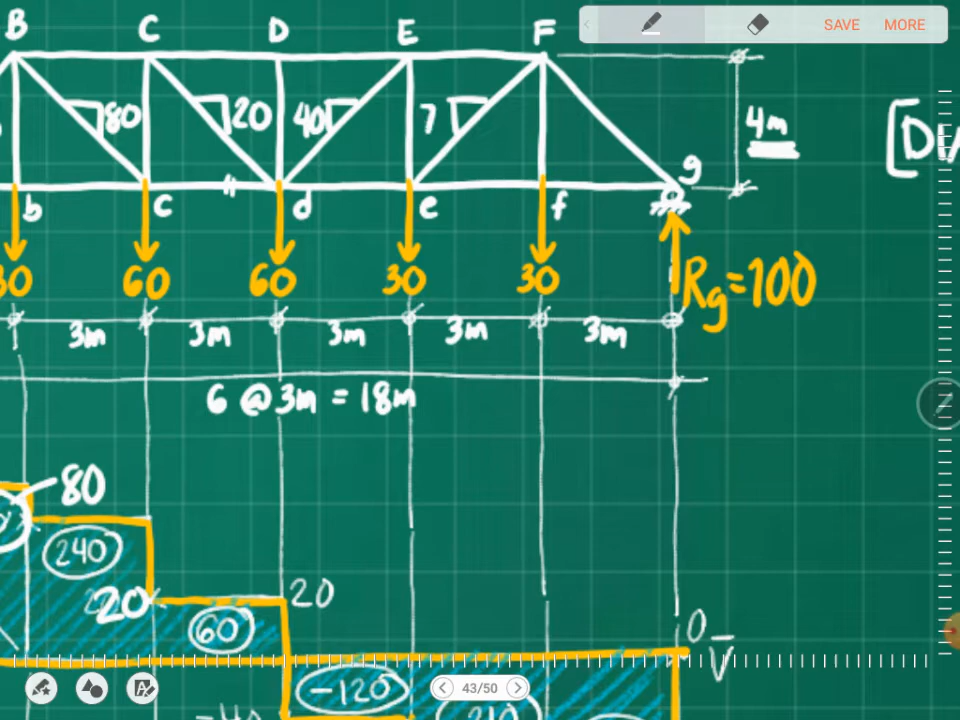 B C D E F
SAVE MORE
80 20 40 7 4m
g
b c d e f
30 60 60 30 30 Rg=100
3m 3m 3m 3m 3m
6 @ 3m = 18m
80
240
20 20
60 0
V
-120 43/50